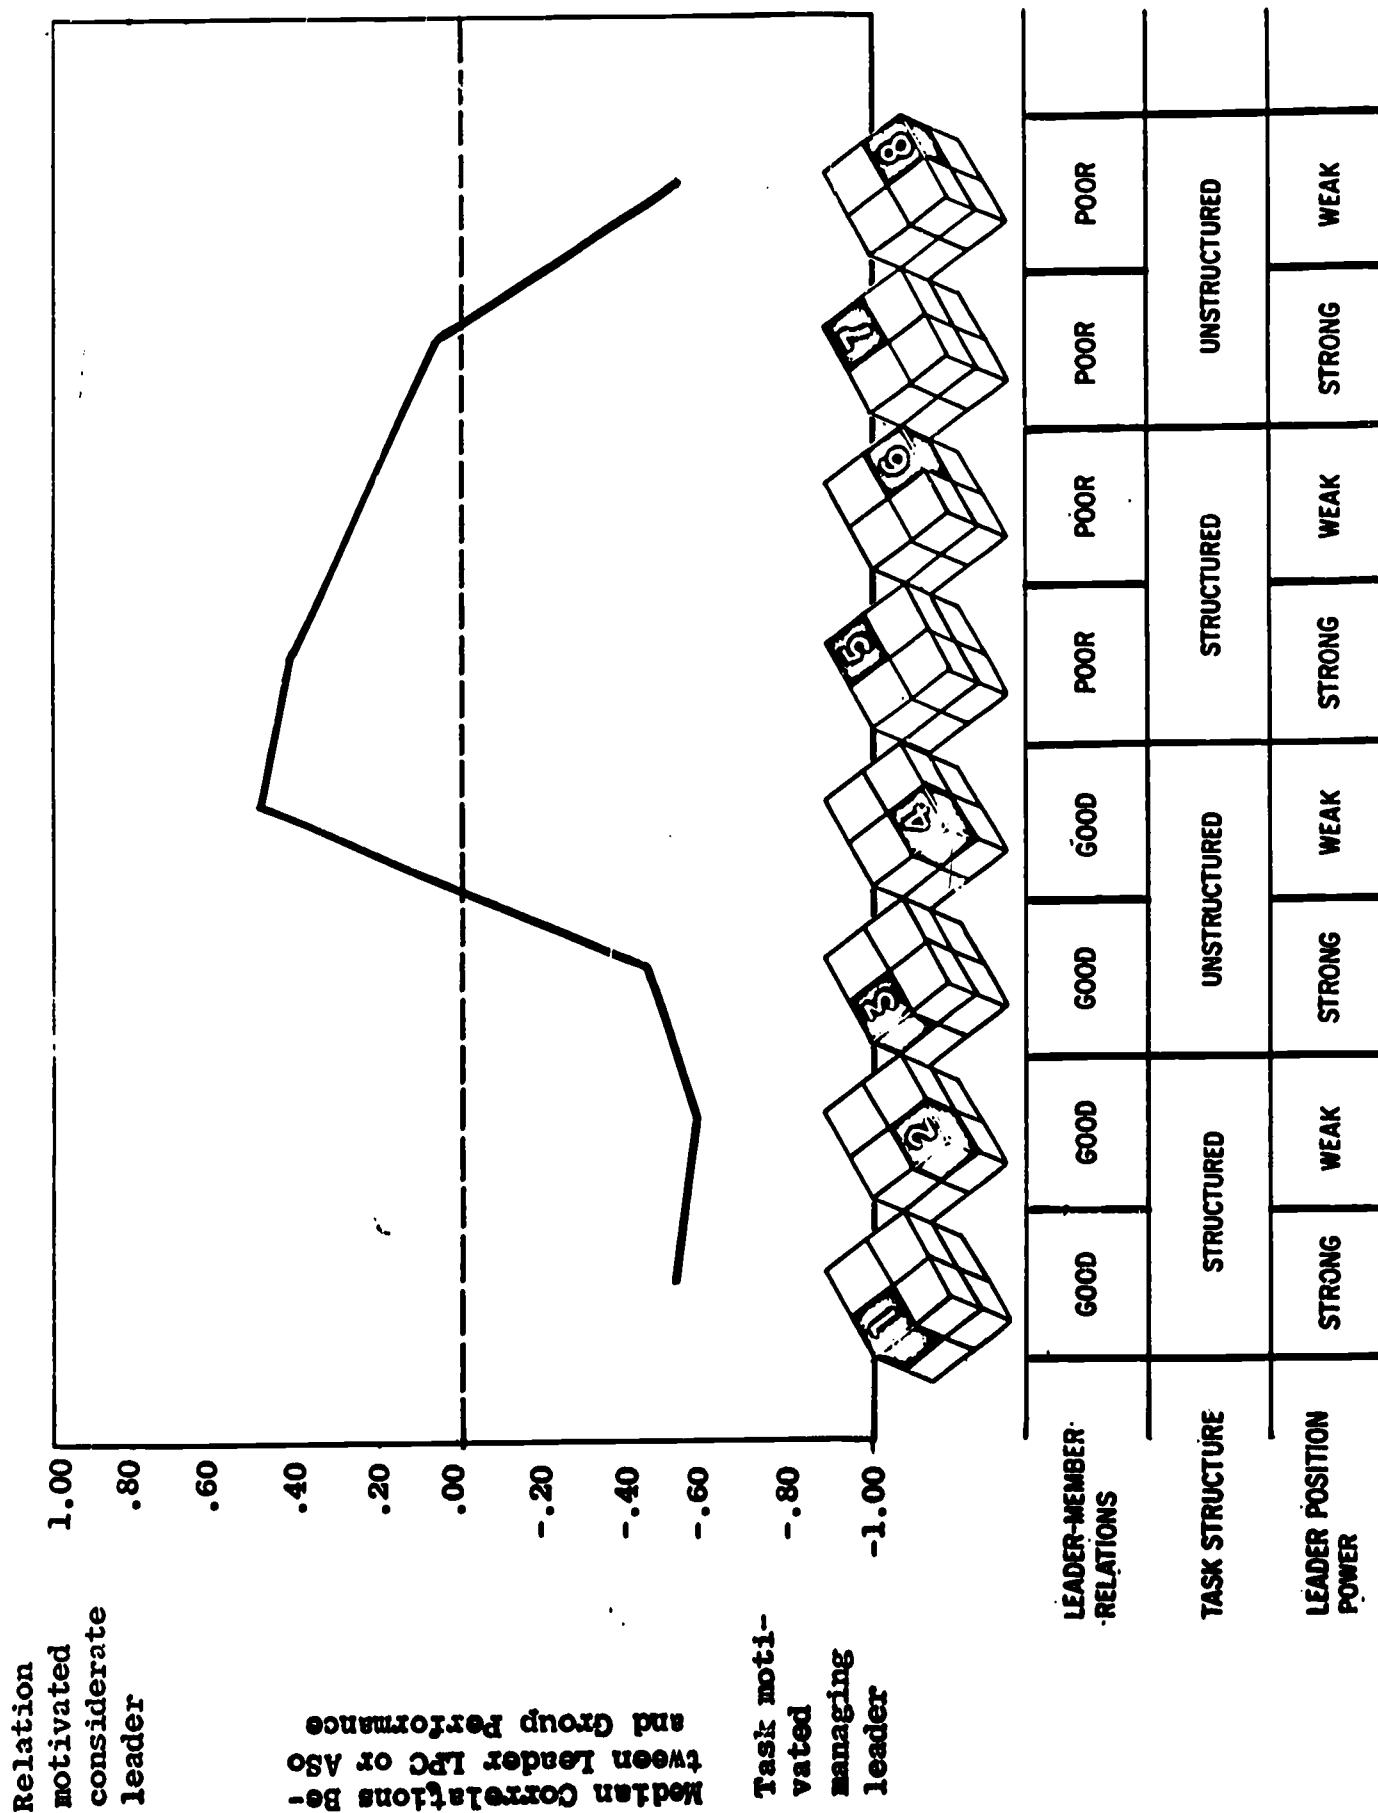 Relation
motivated
considerate
leader
Median Correlations Be-
tween Leader LPC or ASo
and Group Performance
Task moti-
vated
managing
leader
1.00
.80
.60
.40
.20
.00
-.20
-.40
-.60
-.80
-1.00
1 2 3 4 5 6 7 8
LEADER-MEMBER
RELATIONS
GOOD GOOD GOOD GOOD POOR POOR POOR POOR
TASK STRUCTURE
STRUCTURED UNSTRUCTURED STRUCTURED UNSTRUCTURED
LEADER POSITION
POWER
STRONG WEAK STRONG WEAK STRONG WEAK STRONG WEAK